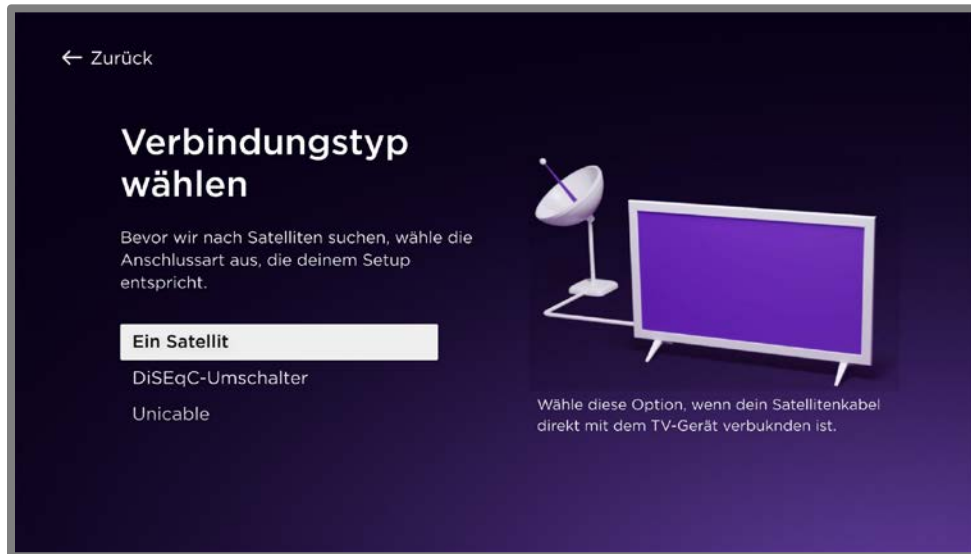 ← Zurück
Verbindungstyp
wählen
Bevor wir nach Satelliten suchen, wähle die
Anschlussart aus, die deinem Setup
entspricht.
Ein Satellit
DiSEqC-Umschalter
Unicable
Wähle diese Option, wenn dein Satellitenkabel
direkt mit dem TV-Gerät verbuknden ist.